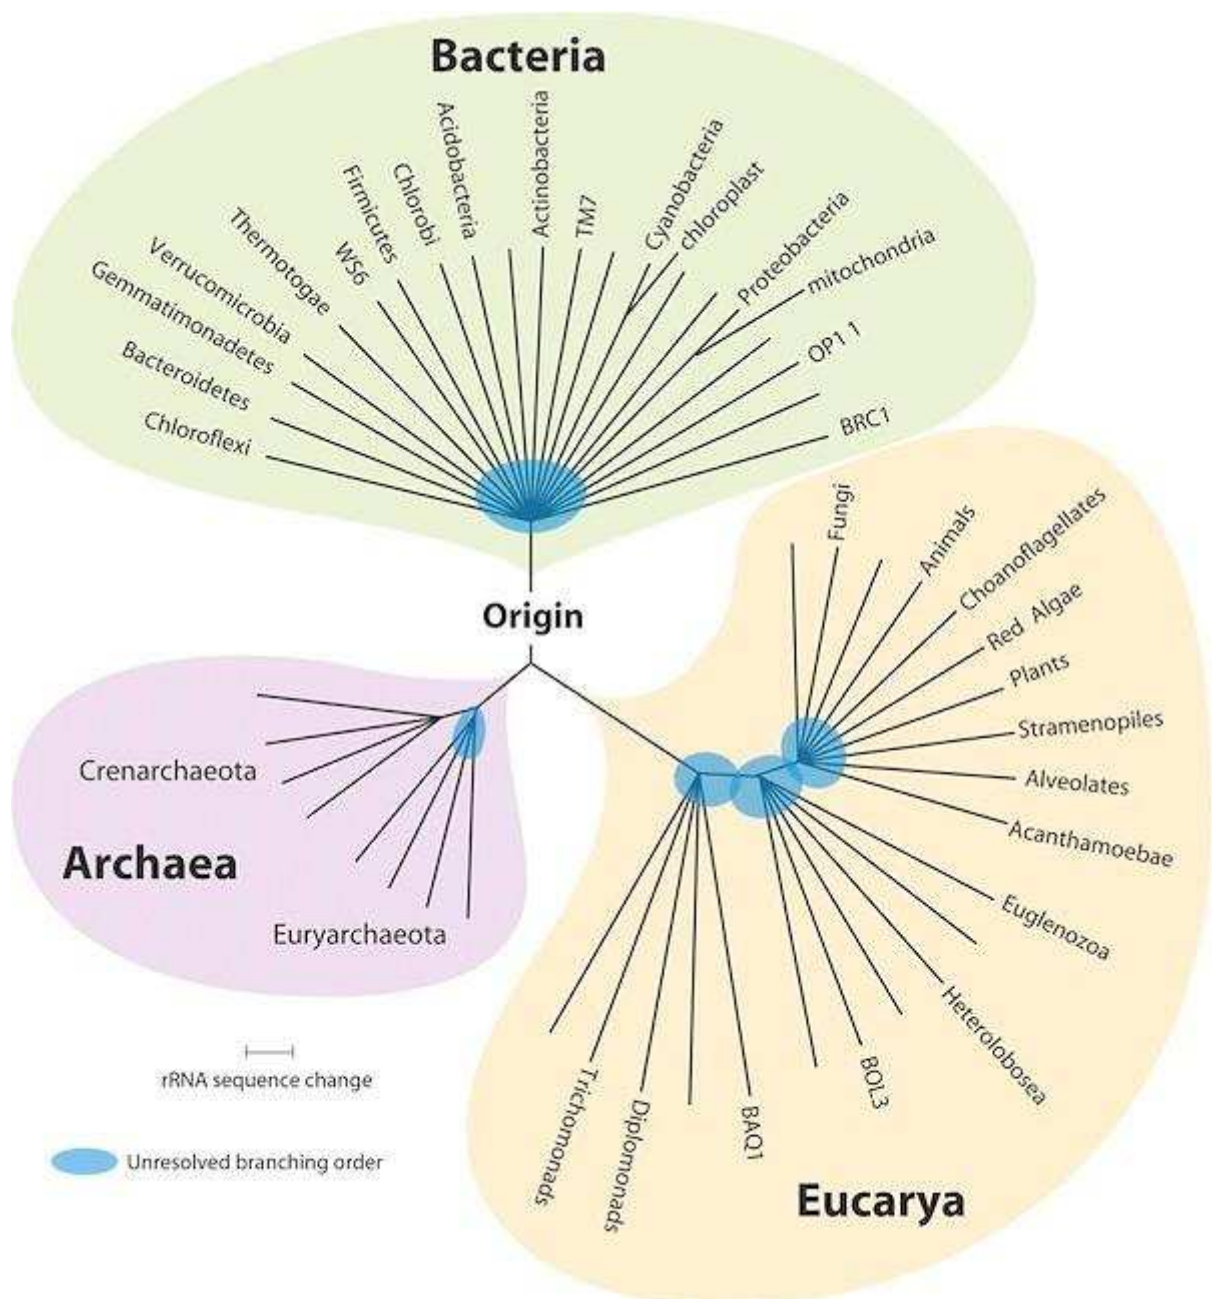 Bacteria
Chloroflexi
Bacteroidetes
Gemmatimonadetes
Verrucomicrobia
Thermotogae
WS6
Firmicutes
Chlorobi
Acidobacteria
Actinobacteria
TM7
Cyanobacteria
chloroplast
Proteobacteria
mitochondria
OP1 1
BRC1
Origin
Fungi
Animals
Choanoflagellates
Red Algae
Plants
Stramenopiles
Alveolates
Acanthamoebae
Euglenozoa
Heterolobosea
BOL3
BAQ1
Diplomonads
Trichomonads
Eucarya
Crenarchaeota
Archaea
Euryarchaeota
rRNA sequence change
Unresolved branching order